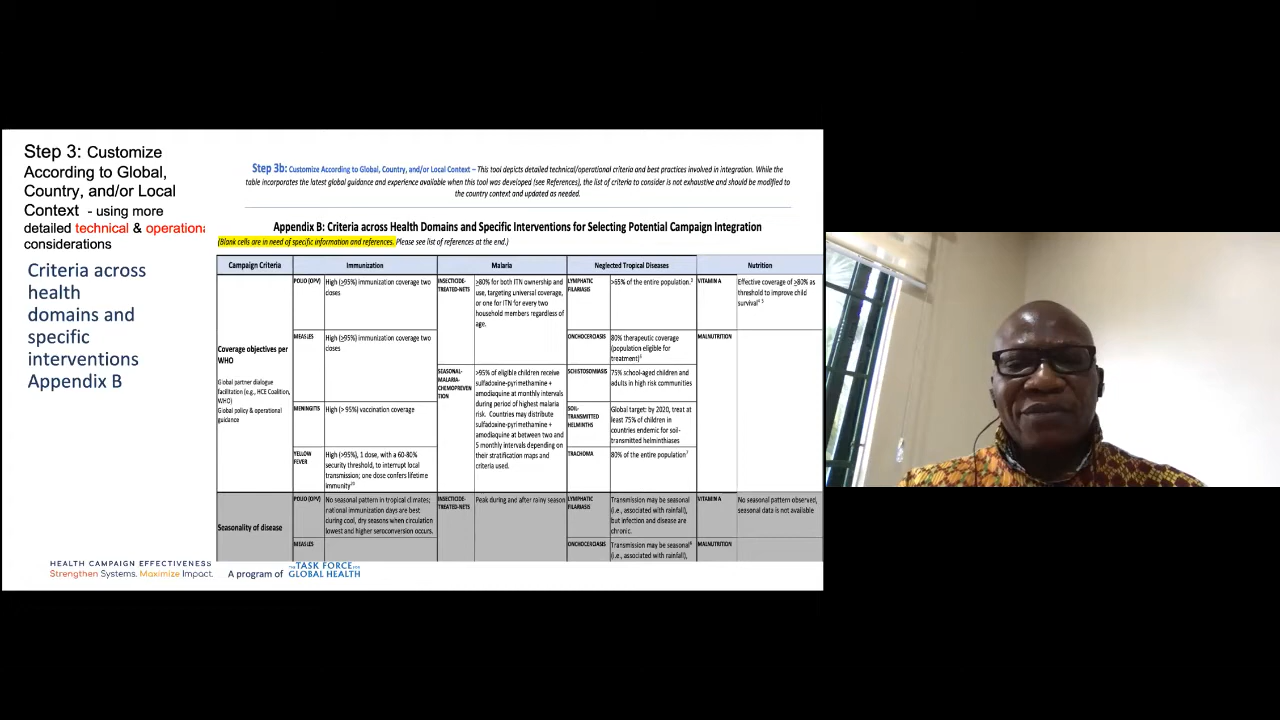 Step 3: Customize
According to Global,
Country, and/or Local
Context - using more
detailed technical & operationa
considerations
Criteria across
health
domains and
specific
interventions
Appendix B
Step 3b: Customize According to Global, Country, and/or Local Context – This tool depicts detailed technical/operational criteria and best practices involved in integration. While the
table incorporates the latest global guidance and experience available when this tool was developed (see References), the list of criteria to consider is not exhaustive and should be modified to
the country context and updated as needed.
Appendix B: Criteria across Health Domains and Specific Interventions for Selecting Potential Campaign Integration
(Blank cells are in need of specific information and references. Please see list of references at the end.)
Campaign Criteria
Immunization
Malaria
Neglected Tropical Diseases
Nutrition
Coverage objectives per
WHO
Global partner dialogue
facilitation (e.g., HCE Coalition,
WHO)
Global policy & operational
guidance
POLIO (OPV)
High (≥95%) immunization coverage two
doses
MEASLES
High (≥95%) immunization coverage two
doses
MENINGITIS
High (> 95%) vaccination coverage
YELLOW
FEVER
High (>95%), 1 dose, with a 60-80%
security threshold, to interrupt local
transmission; one dose confers lifetime
immunity
INSECTICIDE-
TREATED-NETS
≥80% for both ITN ownership and
use, targeting universal coverage,
or one for ITN for every two
household members regardless of
age.
SEASONAL-
MALARIA-
CHEMOPREVEN
TION
>95% of eligible children receive
sulfadoxine-pyrimethamine +
amodiaquine at monthly intervals
during period of highest malaria
risk. Countries may distribute
sulfadoxine-pyrimethamine +
amodiaquine at between two and
5 monthly intervals depending on
their stratification maps and
criteria used.
LYMPHATIC
FILARIASIS
>65% of the entire population.
ONCHOCERCIASIS
80% therapeutic coverage
(population eligible for
treatment)
SCHISTOSOMIASIS
75% school-aged children and
adults in high risk communities
SOIL-
TRANSMITTED
HELMINTHS
Global target: by 2020, treat at
least 75% of children in
countries endemic for soil-
transmitted helminthiases
TRACHOMA
80% of the entire population
VITAMIN A
Effective coverage of ≥80% as
threshold to improve child
survival
MALNUTRITION
Seasonality of disease
POLIO (OPV)
No seasonal pattern in tropical climates;
national immunization days are best
during cool, dry seasons when circulation
lowest and higher seroconversion occurs.
MEASLES
INSECTICIDE-
TREATED-NETS
Peak during and after rainy season
LYMPHATIC
FILARIASIS
Transmission may be seasonal
(i.e., associated with rainfall),
but infection and disease are
chronic.
ONCHOCERCIASIS
Transmission may be seasonal
(i.e., associated with rainfall),
VITAMIN A
No seasonal pattern observed,
seasonal data is not available
MALNUTRITION
HEALTH CAMPAIGN EFFECTIVENESS
Strengthen Systems. Maximize Impact.
A program of
THE TASK FORCE FOR
GLOBAL HEALTH